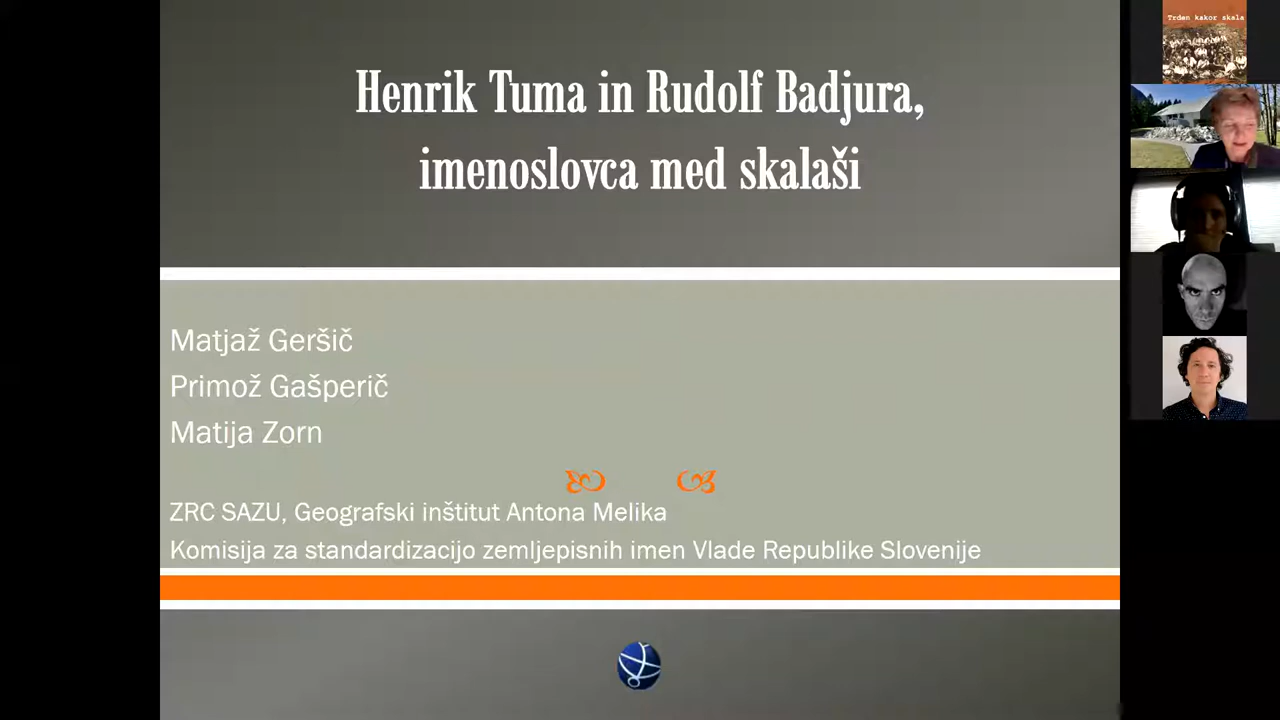 Henrik Tuma in Rudolf Badjura,
imenoslovca med skalaši
Matjaž Geršič
Primož Gašperič
Matija Zorn
ZRC SAZU, Geografski inštitut Antona Melika
Komisija za standardizacijo zemljepisnih imen Vlade Republike Slovenije
Trden kakor skala